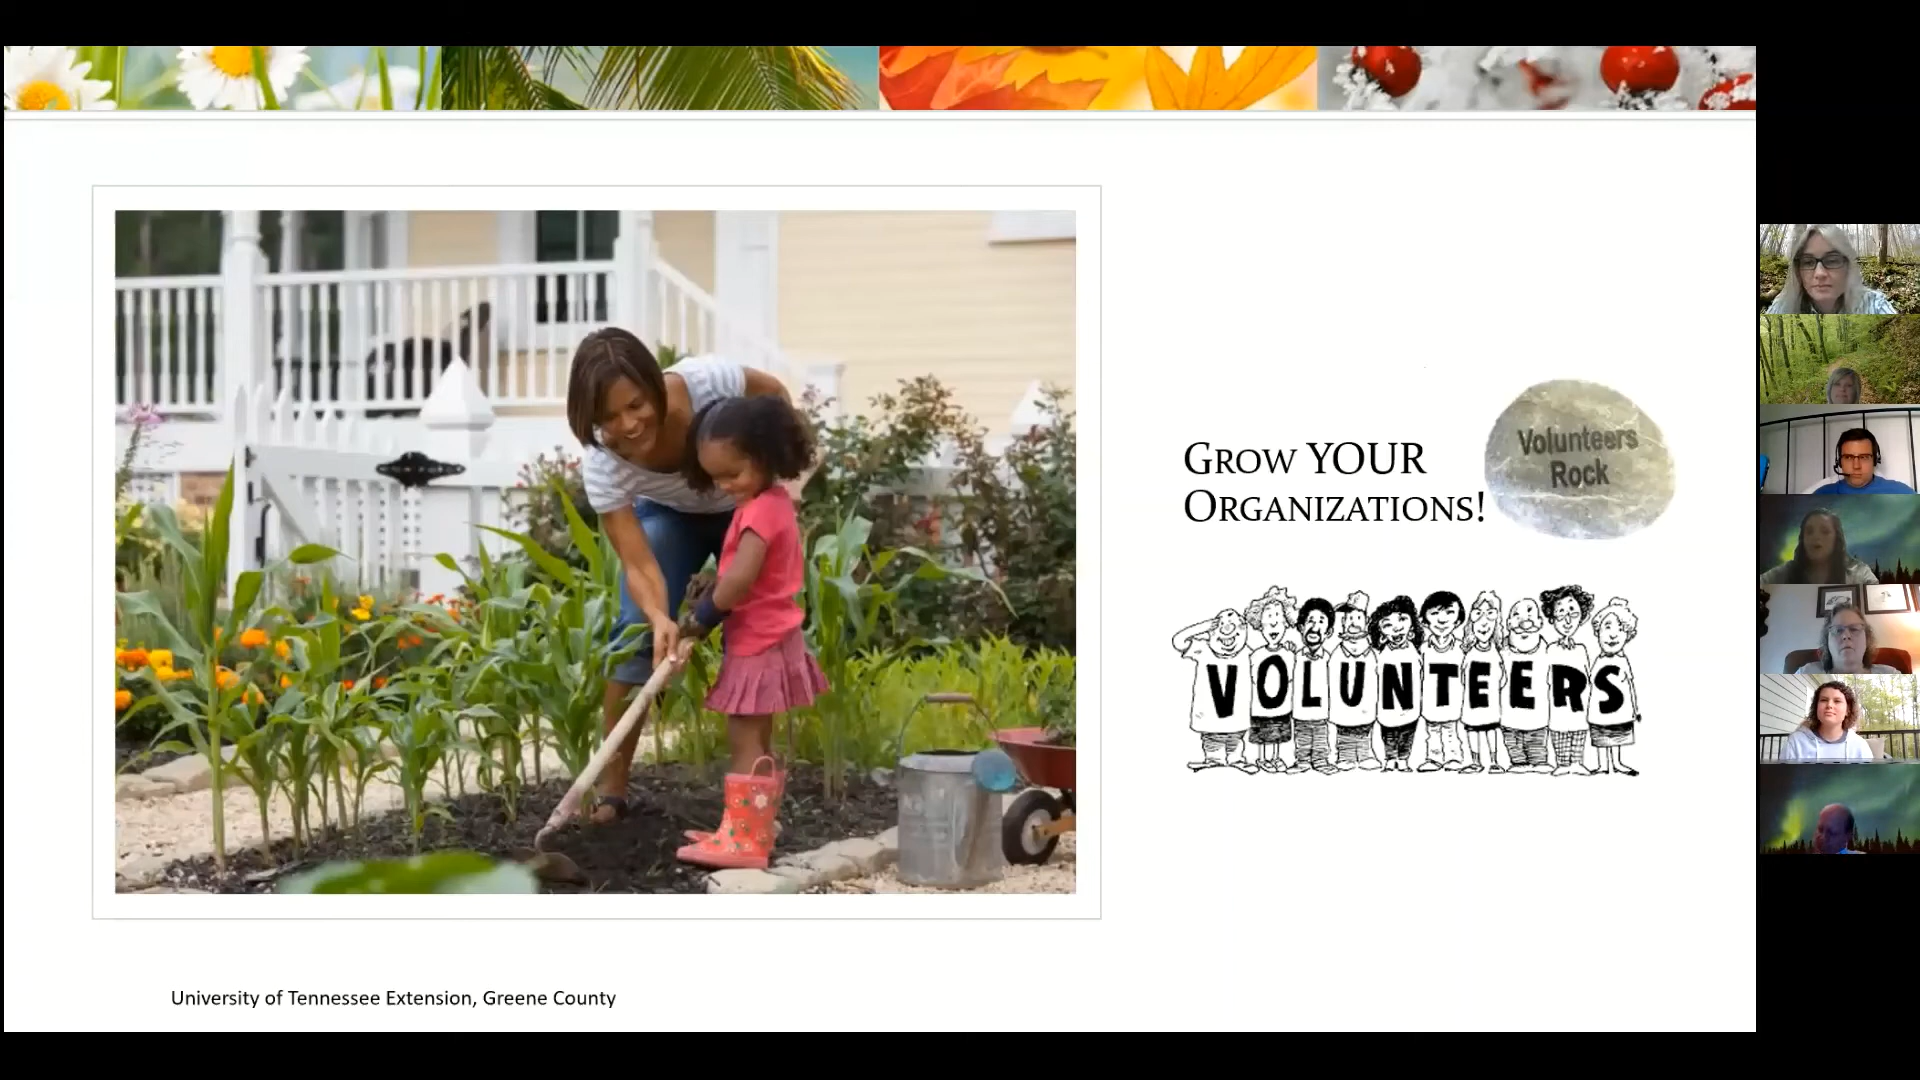 Grow YOUR
Organizations!
Volunteers
Rock
VOLUNTEERS
University of Tennessee Extension, Greene County